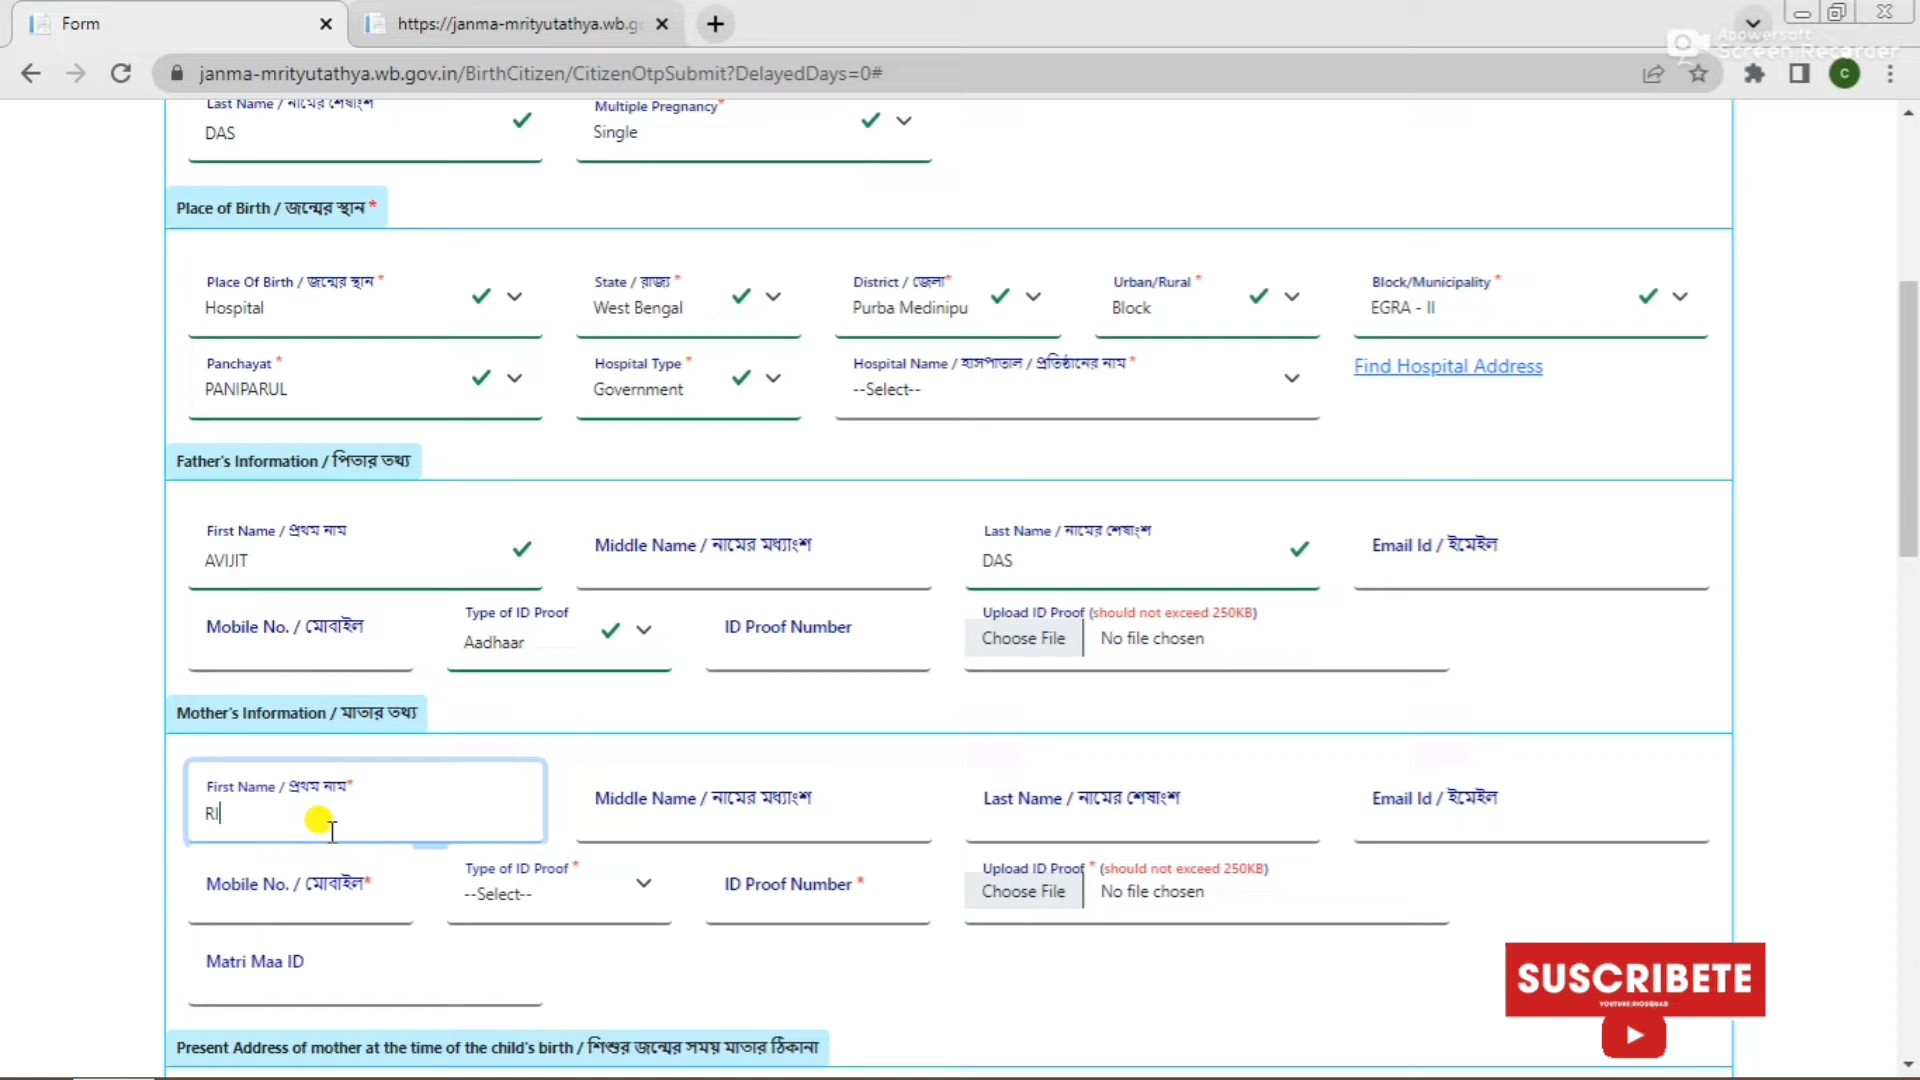 Form
https://janma-mrityutathya.wb.g
Apowersoft
Screen Recorder
janma-mrityutathya.wb.gov.in/BirthCitizen/CitizenOtpSubmit?DelayedDays=0#
C
Last Name / নামের শেষাংশ
Multiple Pregnancy*
DAS
Single
Place of Birth / জন্মের স্থান *
Place Of Birth / জন্মের স্থান *
State / রাজ্য *
District / জেলা*
Urban/Rural *
Block/Municipality *
Hospital
West Bengal
Purba Medinipu
Block
EGRA - II
Panchayat *
Hospital Type *
Hospital Name / হাসপাতাল / প্রতিষ্ঠানের নাম *
Find Hospital Address
PANIPARUL
Government
--Select--
Father's Information / পিতার তথ্য
First Name / প্রথম নাম
Middle Name / নামের মধ্যাংশ
Last Name / নামের শেষাংশ
Email Id / ইমেইল
AVIJIT
DAS
Mobile No. / মোবাইল
Type of ID Proof
ID Proof Number
Upload ID Proof (should not exceed 250KB)
Aadhaar
Choose File
No file chosen
Mother's Information / মাতার তথ্য
First Name / প্রথম নাম*
Middle Name / নামের মধ্যাংশ
Last Name / নামের শেষাংশ
Email Id / ইমেইল
RI
Mobile No. / মোবাইল*
Type of ID Proof *
ID Proof Number *
Upload ID Proof * (should not exceed 250KB)
--Select--
Choose File
No file chosen
Matri Maa ID
SUSCRIBETE
Present Address of mother at the time of the child's birth / শিশুর জন্মের সময় মাতার ঠিকানা